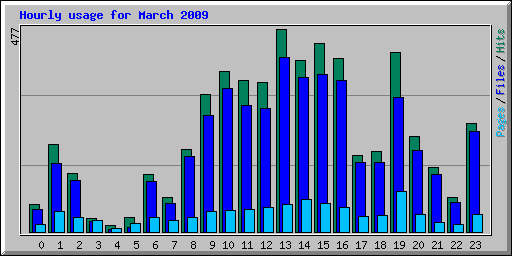 Hourly usage for March 2009
477
Pages / Files / Hits
0 1 2 3 4 5 6 7 8 9 10 11 12 13 14 15 16 17 18 19 20 21 22 23